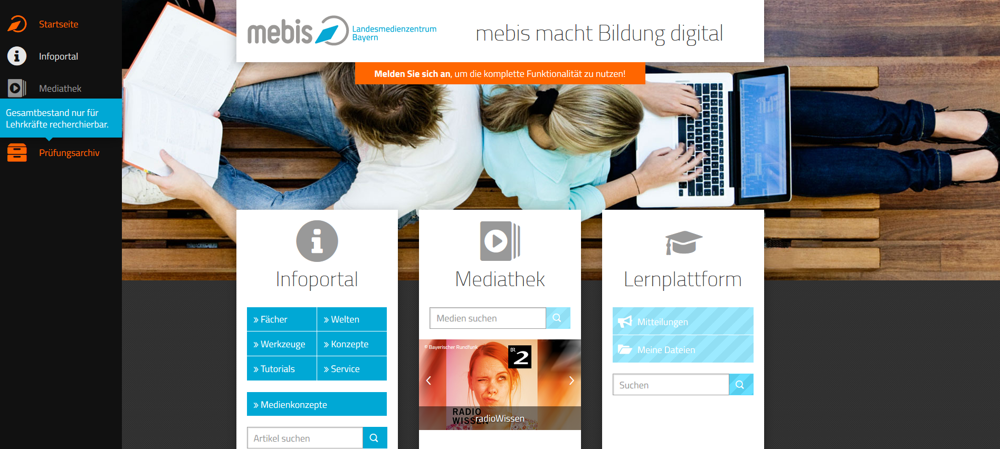 Startseite
Infoportal
Mediathek
Gesamtbestand nur für
Lehrkräfte recherchierbar.
Prüfungsarchiv
mebis
Landesmedienzentrum
Bayern
mebis macht Bildung digital
Melden Sie sich an, um die komplette Funktionalität zu nutzen!
Infoportal
» Fächer
» Welten
» Werkzeuge
» Konzepte
» Tutorials
» Service
» Medienkonzepte
Artikel suchen
Mediathek
Medien suchen
© Bayerischer Rundfunk
BR
2
RADIO
WISSEN
radioWissen
Lernplattform
Mitteilungen
Meine Dateien
Suchen